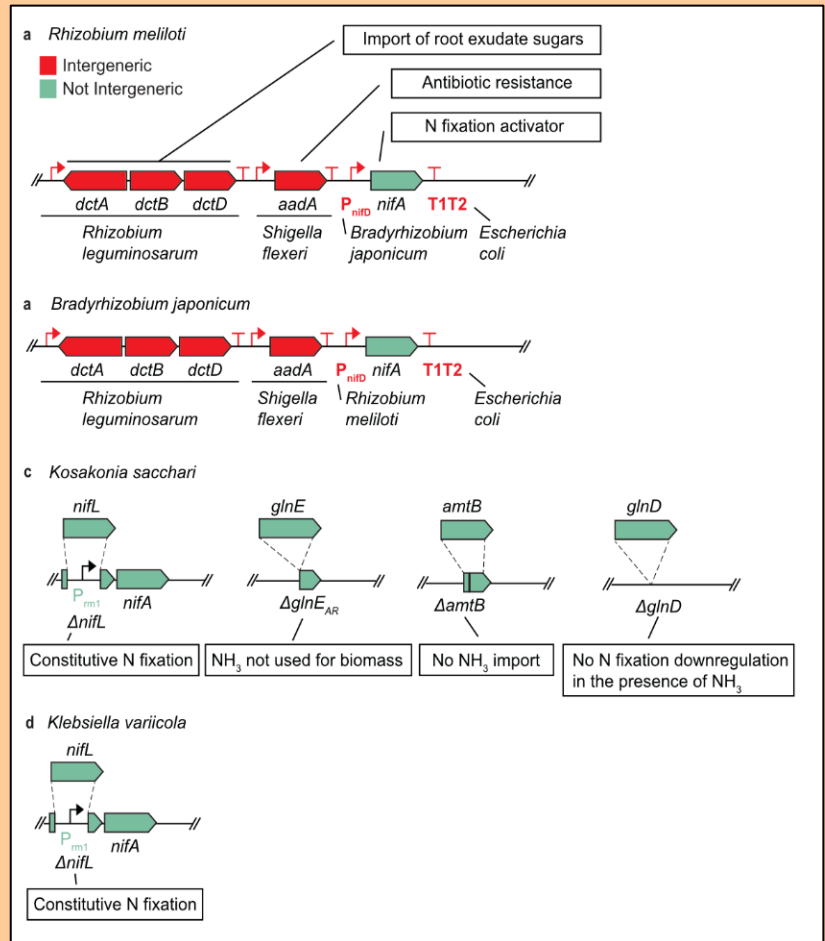 a Rhizobium meliloti
Import of root exudate sugars
Intergeneric
Not Intergeneric
Antibiotic resistance
N fixation activator
dctA dctB dctD aadA PnifD nifA T1T2
Rhizobium Shigella Bradyrhizobium Escherichia
leguminosarum flexeri japonicum coli
a Bradyrhizobium japonicum
dctA dctB dctD aadA PnifD nifA T1T2
Rhizobium Shigella Rhizobium Escherichia
leguminosarum flexeri meliloti coli
c Kosakonia sacchari
nifL glnE amtB glnD
Prm1 nifA ΔglnEAR ΔamtB ΔglnD
ΔnifL
Constitutive N fixation NH3 not used for biomass No NH3 import No N fixation downregulation
in the presence of NH3
d Klebsiella variicola
nifL
Prm1 nifA
ΔnifL
Constitutive N fixation